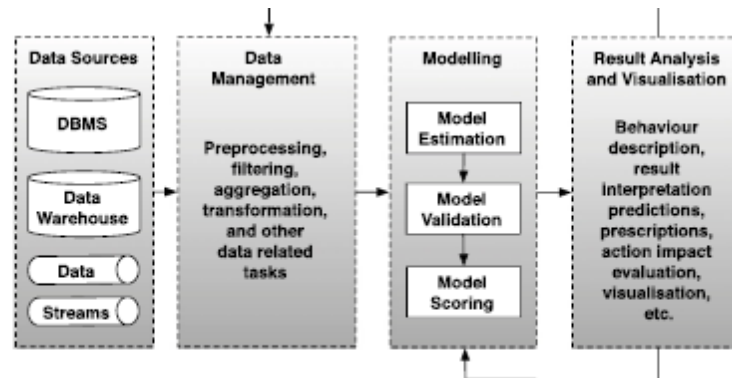 Data Sources
DBMS
Data
Warehouse
Data
Streams
Data
Management
Preprocessing,
filtering,
aggregation,
transformation,
and other
data related
tasks
Modelling
Model
Estimation
Model
Validation
Model
Scoring
Result Analysis
and Visualisation
Behaviour
description,
result
interpretation
predictions,
prescriptions,
action impact
evaluation,
visualisation,
etc.